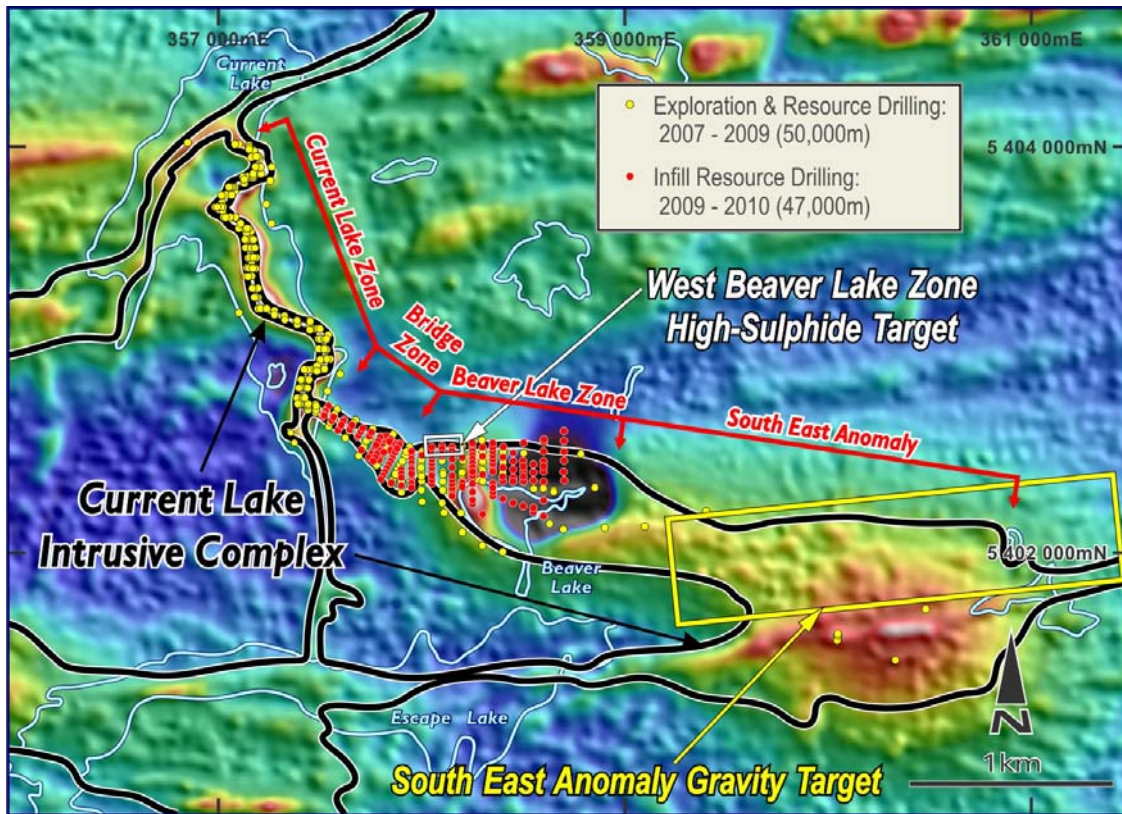 357 000mE
359 000mE
361 000mE
Current
Lake
Exploration & Resource Drilling:
2007 - 2009 (50,000m)
Infill Resource Drilling:
2009 - 2010 (47,000m)
5 404 000mN
Current Lake Zone
West Beaver Lake Zone
High-Sulphide Target
Bridge
Zone
Beaver Lake Zone
South East Anomaly
Current Lake
Intrusive Complex
5 402 000mN
Beaver
Lake
Escape Lake
N
1km
South East Anomaly Gravity Target